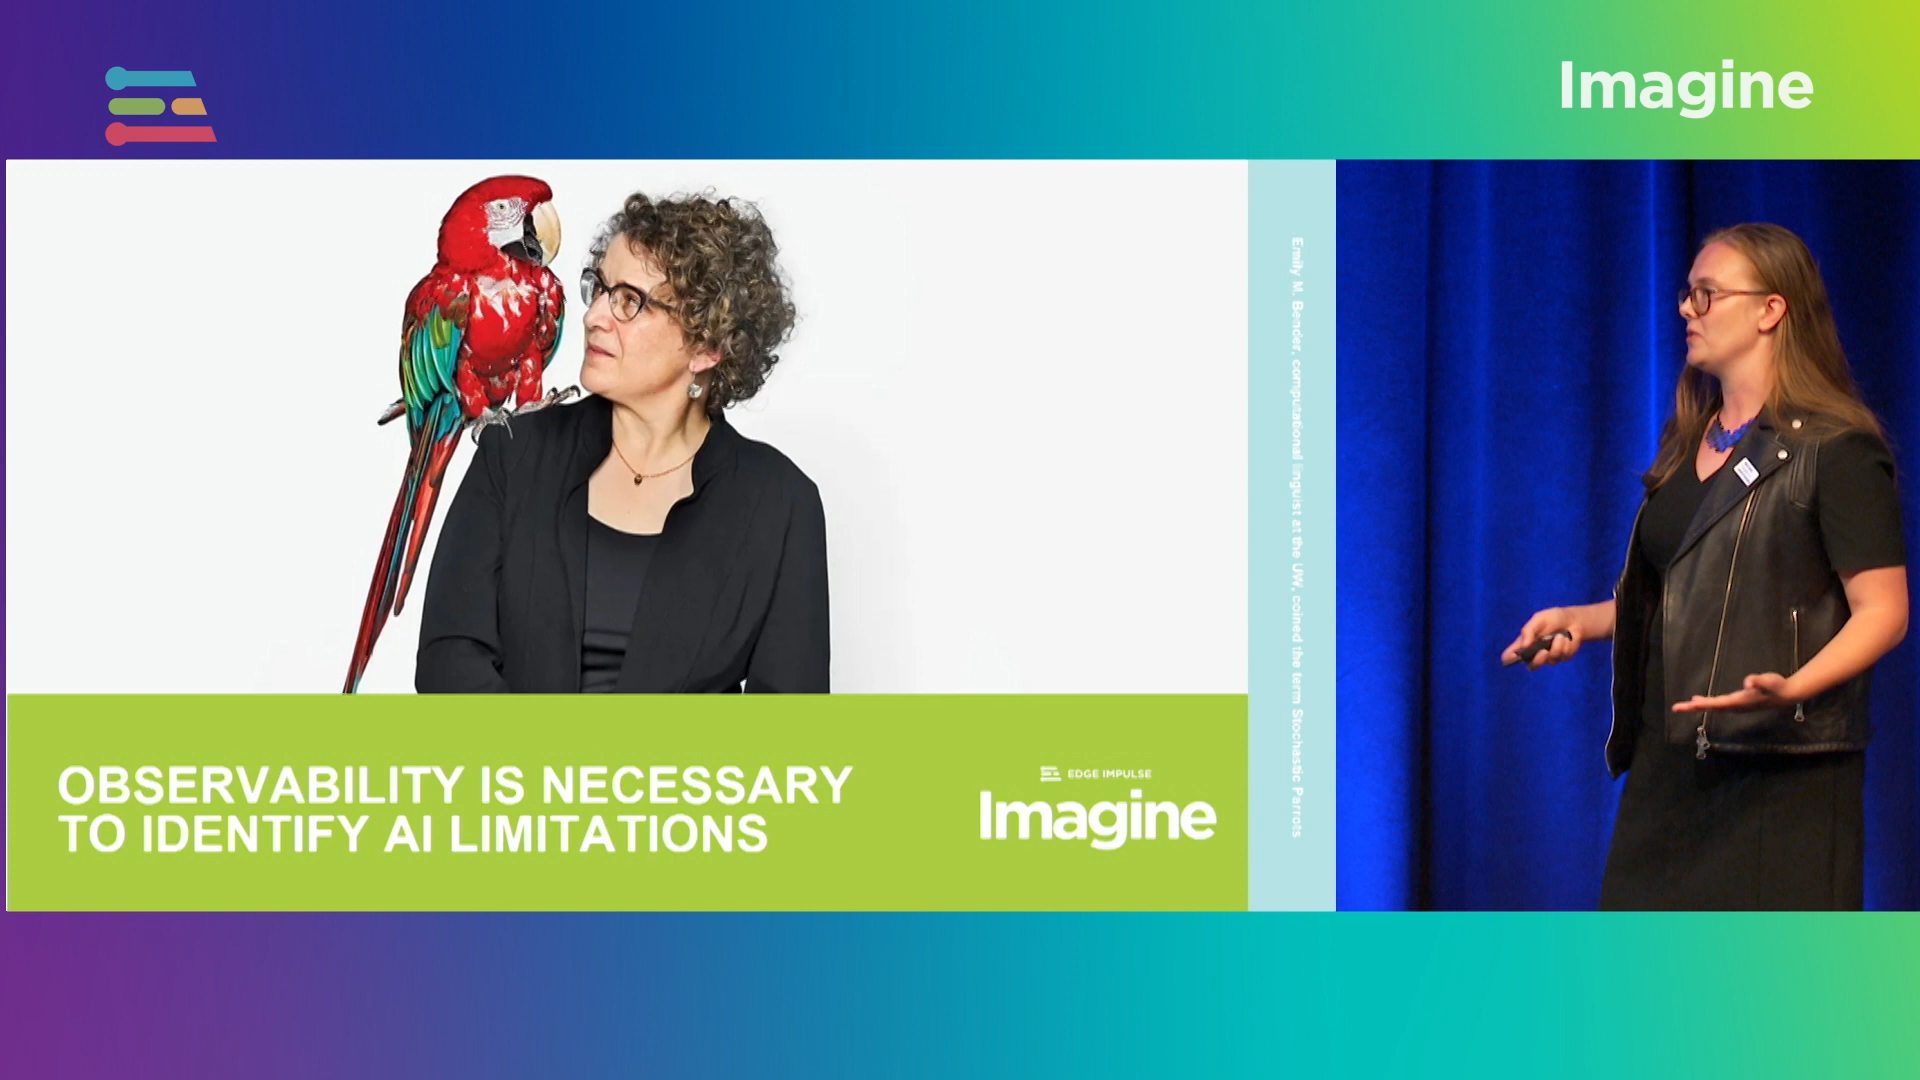 Imagine
Emily M. Bender, computational linguist at the UW, coined the term Stochastic Parrots
OBSERVABILITY IS NECESSARY
TO IDENTIFY AI LIMITATIONS
EDGE IMPULSE
Imagine